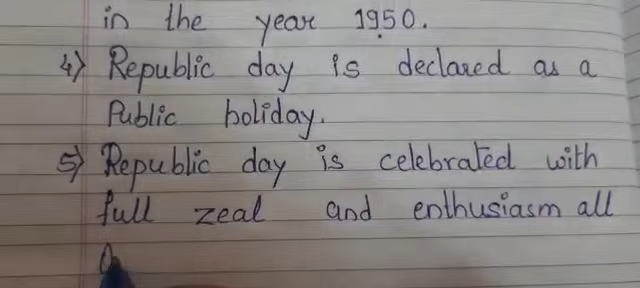 in the year 1950.
4) Republic day is declared as a
Public holiday.
5) Republic day is celebrated with
full zeal and enthusiasm all